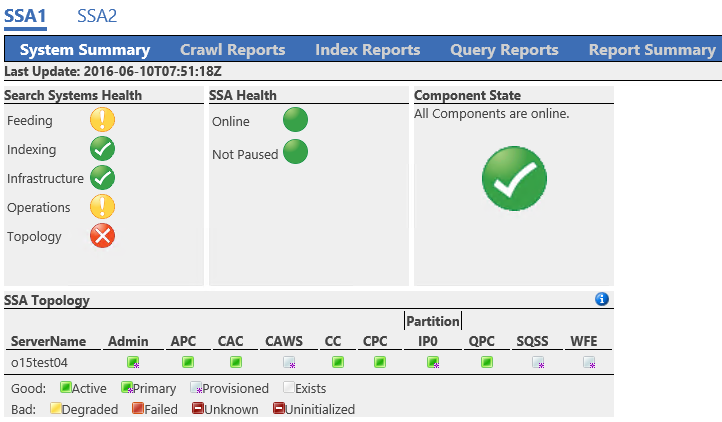 SSA1 SSA2
System Summary Crawl Reports Index Reports Query Reports Report Summary
Last Update: 2016-06-10T07:51:18Z
Search Systems Health SSA Health Component State
Feeding Online All Components are online.
Indexing Not Paused
Infrastructure
Operations
Topology
SSA Topology
Partition
ServerName Admin APC CAC CAWS CC CPC IP0 QPC SQSS WFE
o15test04
Good: Active Primary Provisioned Exists
Bad: Degraded Failed Unknown Uninitialized